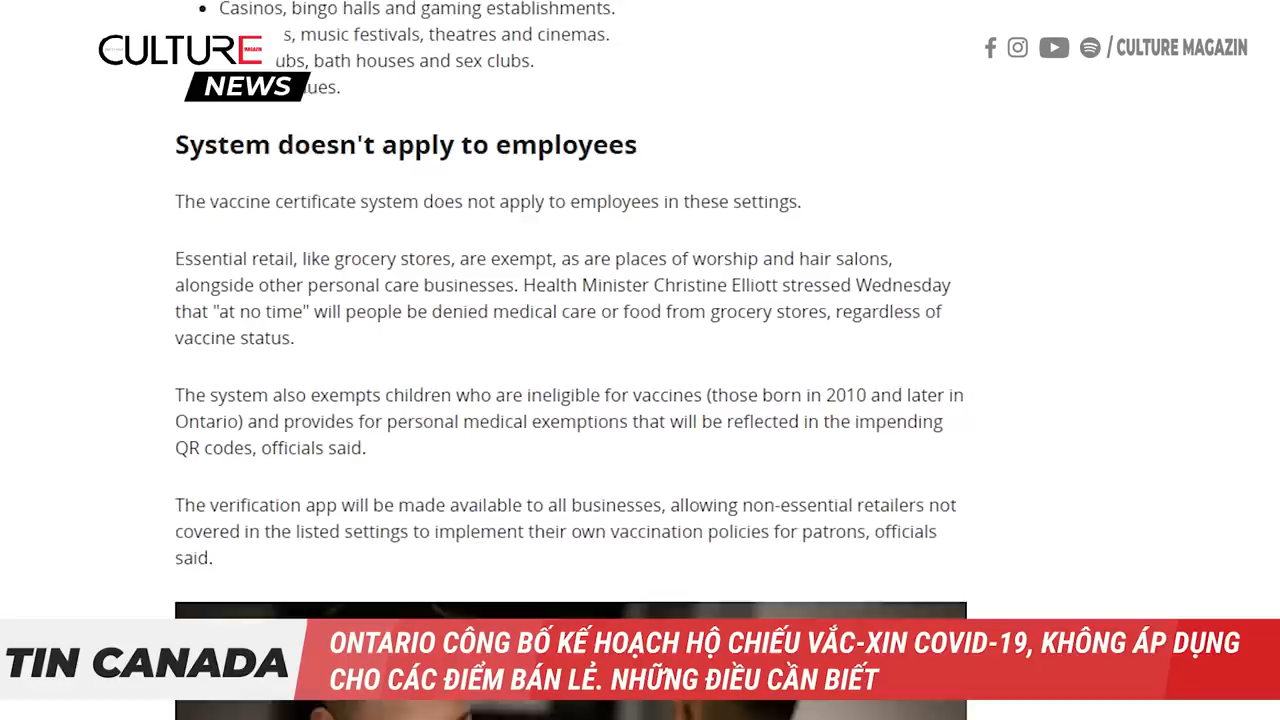 Casinos, bingo halls and gaming establishments.
s, music festivals, theatres and cinemas.
ubs, bath houses and sex clubs.
ues.
CULTURE
MAGAZIN
NEWS
/ CULTURE MAGAZIN
System doesn't apply to employees
The vaccine certificate system does not apply to employees in these settings.
Essential retail, like grocery stores, are exempt, as are places of worship and hair salons,
alongside other personal care businesses. Health Minister Christine Elliott stressed Wednesday
that "at no time" will people be denied medical care or food from grocery stores, regardless of
vaccine status.
The system also exempts children who are ineligible for vaccines (those born in 2010 and later in
Ontario) and provides for personal medical exemptions that will be reflected in the impending
QR codes, officials said.
The verification app will be made available to all businesses, allowing non-essential retailers not
covered in the listed settings to implement their own vaccination policies for patrons, officials
said.
TIN CANADA
ONTARIO CÔNG BỐ KẾ HOẠCH HỘ CHIẾU VẮC-XIN COVID-19, KHÔNG ÁP DỤNG
CHO CÁC ĐIỂM BÁN LẺ. NHỮNG ĐIỀU CẦN BIẾT